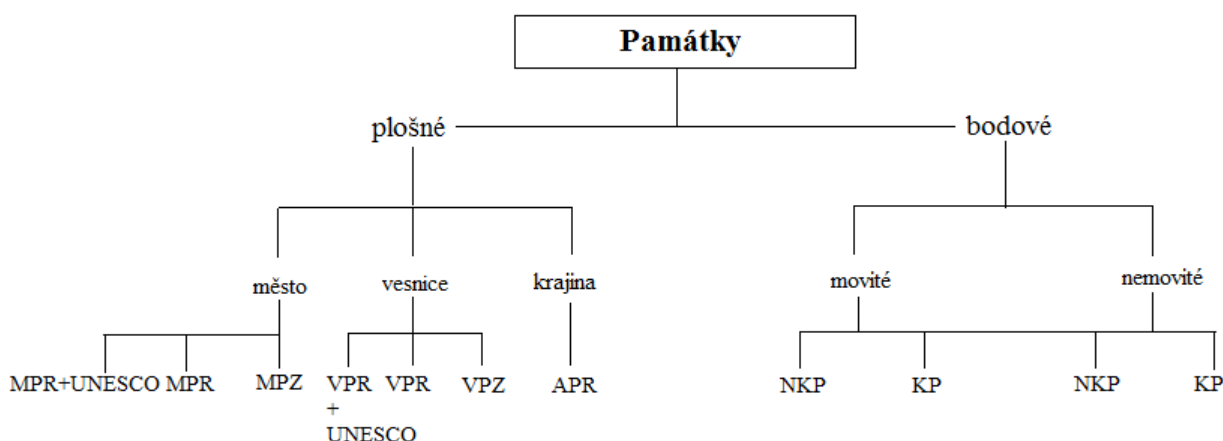 Památky
plošné
bodové
město
vesnice
krajina
movité
nemovité
MPR+UNESCO
MPR
MPZ
VPR
+
UNESCO
VPR
VPZ
APR
NKP
KP
NKP
KP